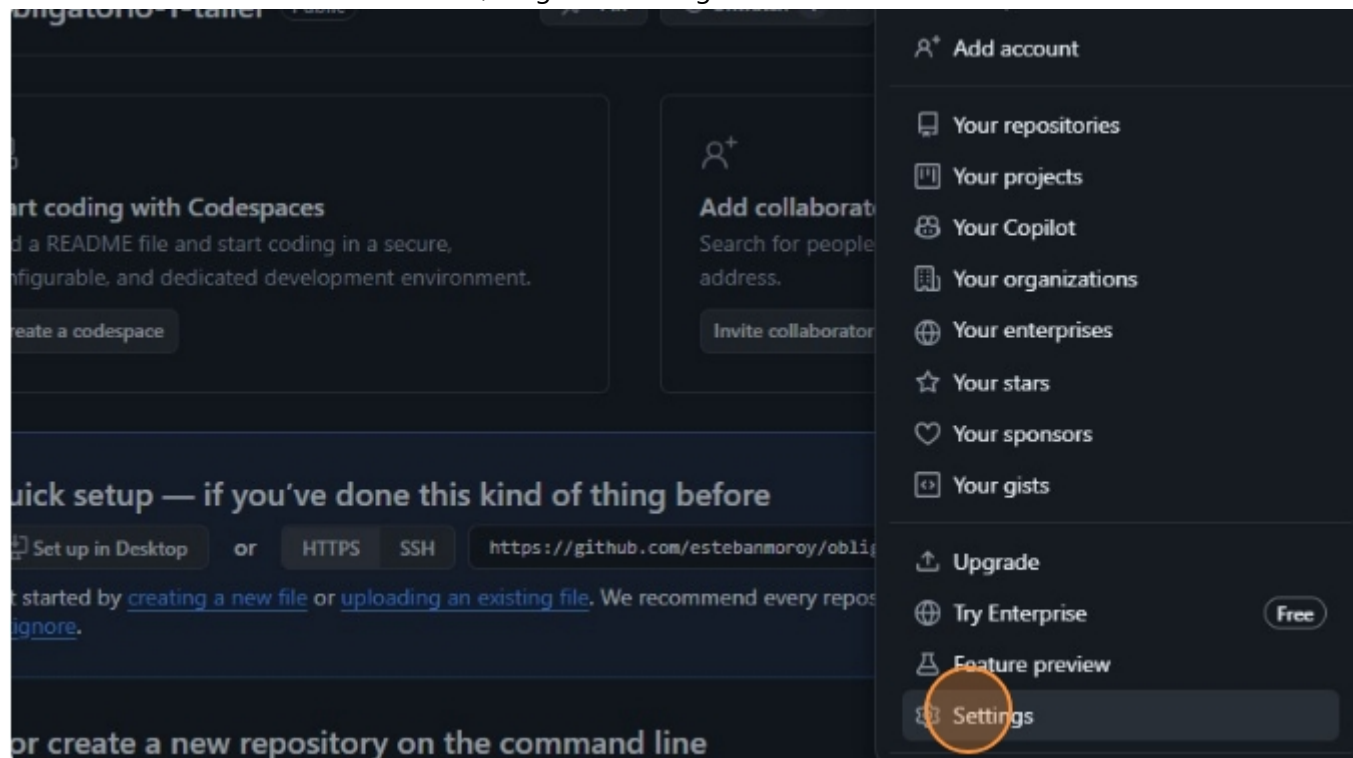 Add account
Your repositories
Your projects
Your Copilot
Your organizations
Your enterprises
Your stars
Your sponsors
Your gists
Upgrade
Try Enterprise Free
Feature preview
Settings
art coding with Codespaces
d a README file and start coding in a secure,
nfigurable, and dedicated development environment.
reate a codespace
Add collaborat
Search for people
address.
Invite collaborator
uick setup — if you've done this kind of thing before
Set up in Desktop or HTTPS SSH https://github.com/estebanmoroy/oblig
t started by creating a new file or uploading an existing file. We recommend every repos
ignore.
or create a new repository on the command line